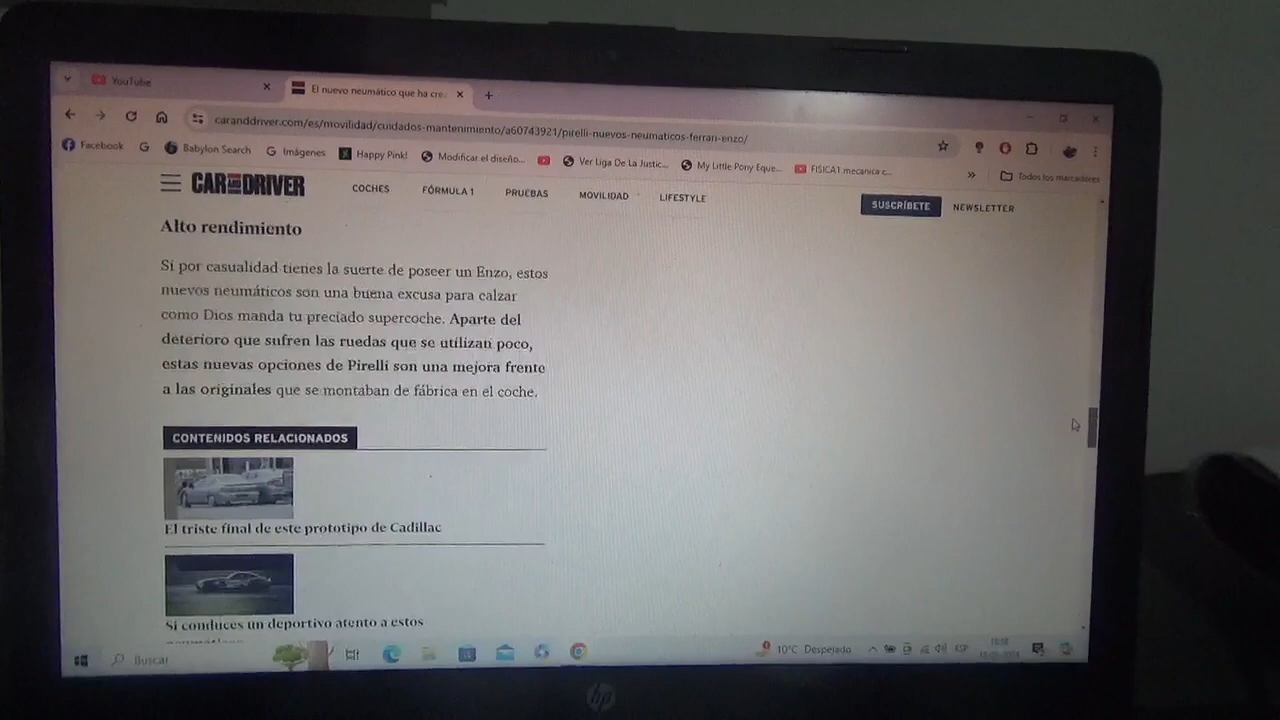 YouTube
El nuevo neumático que ha cre
caranddriver.com/es/movilidad/cuidados-mantenimiento/a60743921/pirelli-nuevos-neumaticos-ferrari-enzo/
Facebook
Babylon Search
Imágenes
Happy Pink!
Modificar el diseño...
Ver Liga De La Justic...
My Little Pony Eque...
FISICA1 mecanica c...
»
Todos los marcadores
CAR AND DRIVER
COCHES
FÓRMULA 1
PRUEBAS
MOVILIDAD
LIFESTYLE
SUSCRÍBETE
NEWSLETTER
Alto rendimiento
Si por casualidad tienes la suerte de poseer un Enzo, estos
nuevos neumáticos son una buena excusa para calzar
como Dios manda tu preciado supercoche. Aparte del
deterioro que sufren las ruedas que se utilizan poco,
estas nuevas opciones de Pirelli son una mejora frente
a las originales que se montaban de fábrica en el coche.
CONTENIDOS RELACIONADOS
El triste final de este prototipo de Cadillac
Si conduces un deportivo atento a estos
Buscar
10°C Despejado
ESP
hp